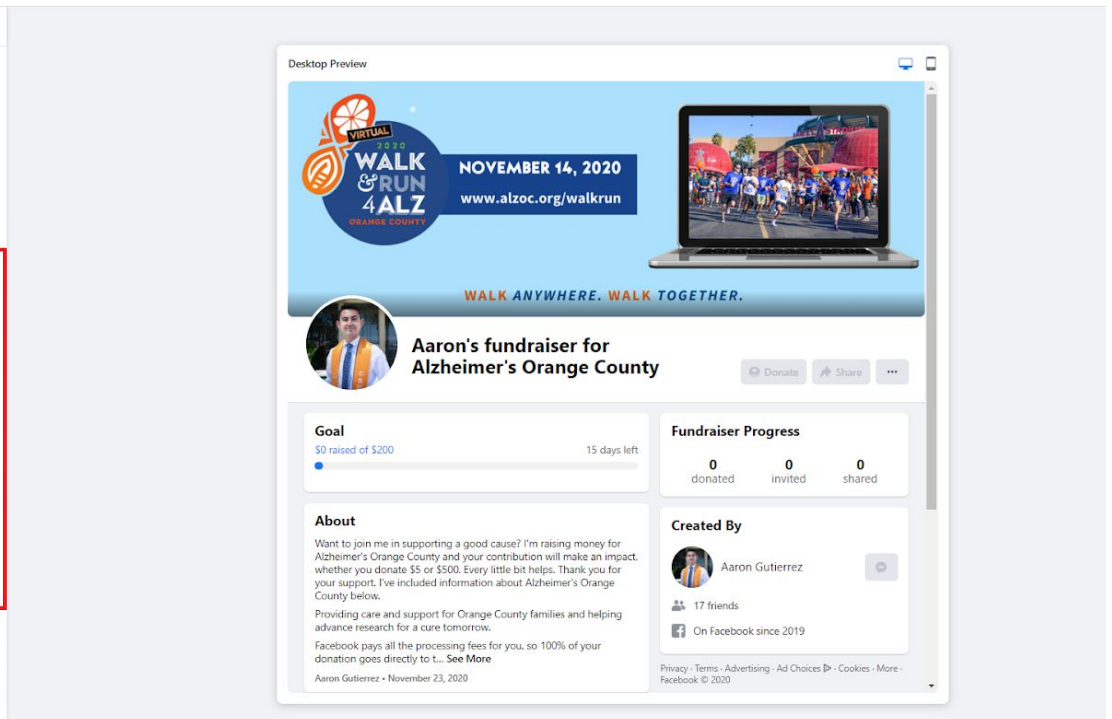 Desktop Preview
VIRTUAL
2020
WALK
& RUN
4 ALZ
ORANGE COUNTY
NOVEMBER 14, 2020
www.alzoc.org/walkrun
WALK ANYWHERE. WALK TOGETHER.
Aaron's fundraiser for
Alzheimer's Orange County
Donate
Share
Goal
$0 raised of $200
15 days left
Fundraiser Progress
0 0 0
donated invited shared
About
Want to join me in supporting a good cause? I'm raising money for
Alzheimer's Orange County and your contribution will make an impact,
whether you donate $5 or $500. Every little bit helps. Thank you for
your support. I've included information about Alzheimer's Orange
County below.
Providing care and support for Orange County families and helping
advance research for a cure tomorrow.
Facebook pays all the processing fees for you, so 100% of your
donation goes directly to t... See More
Aaron Gutierrez • November 23, 2020
Created By
Aaron Gutierrez
17 friends
On Facebook since 2019
Privacy · Terms · Advertising · Ad Choices · Cookies · More ·
Facebook © 2020